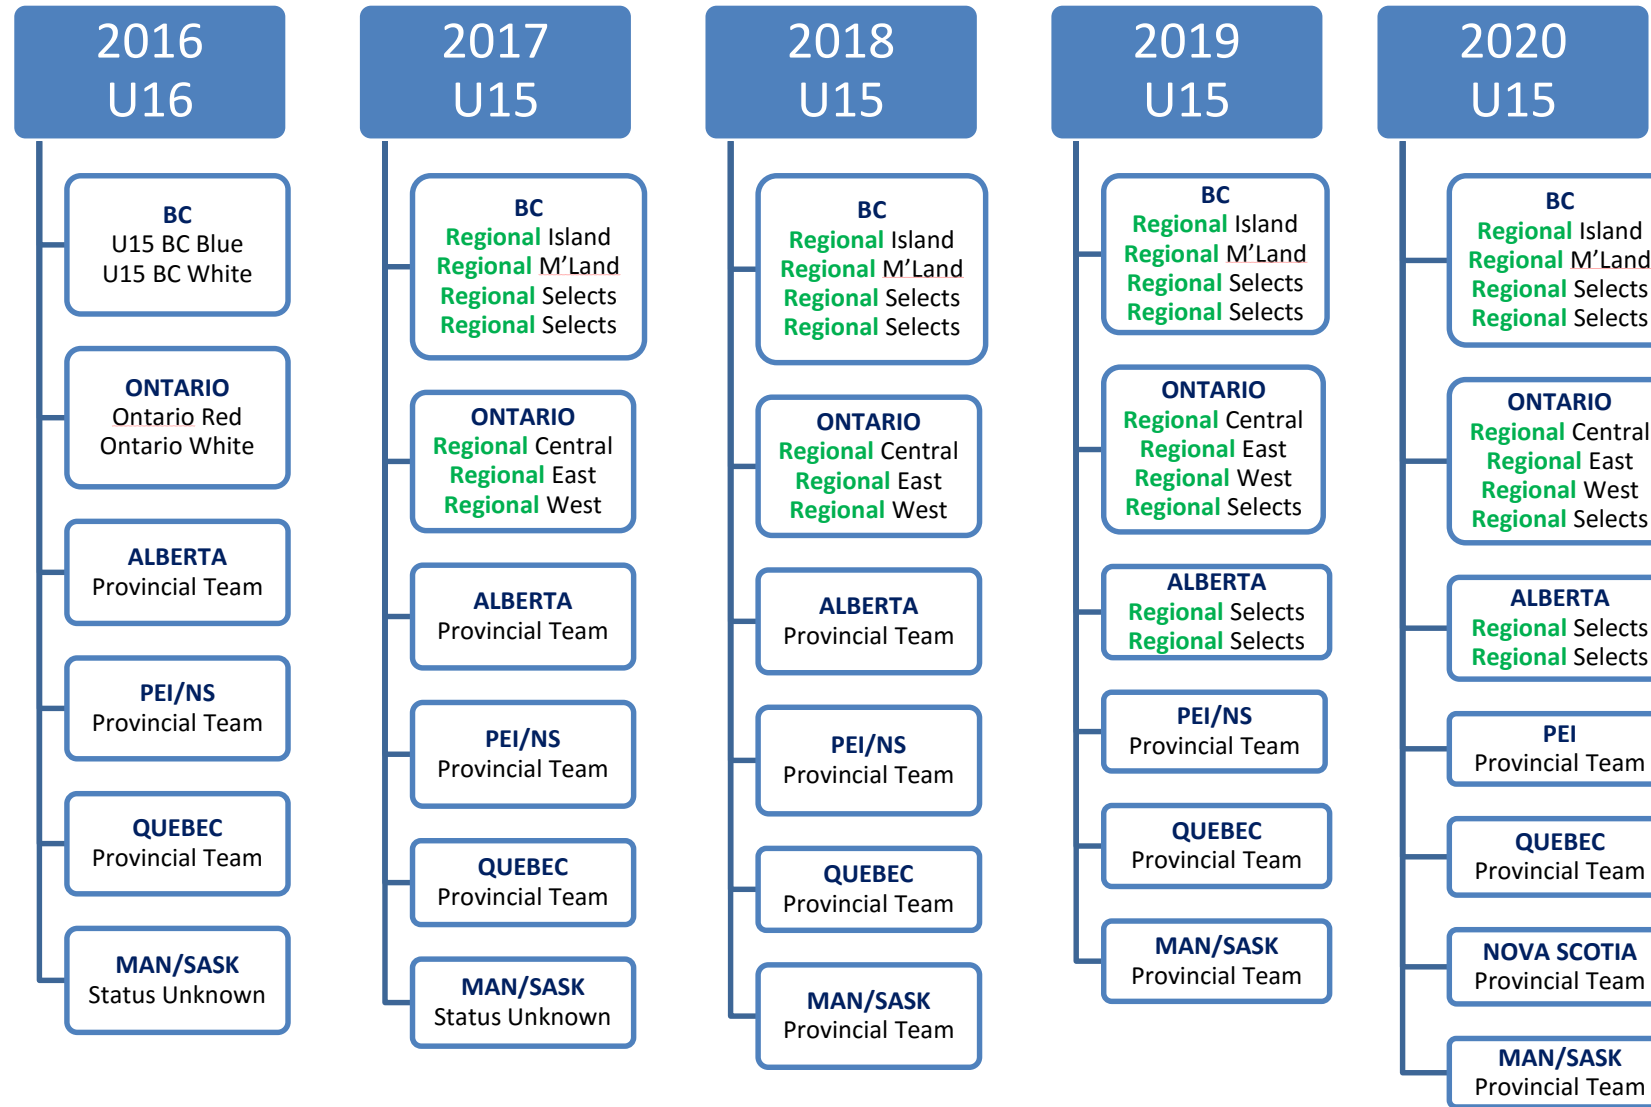 2016
U16
BC
U15 BC Blue
U15 BC White
ONTARIO
Ontario Red
Ontario White
ALBERTA
Provincial Team
PEI/NS
Provincial Team
QUEBEC
Provincial Team
MAN/SASK
Status Unknown
2017
U15
BC
Regional Island
Regional M'Land
Regional Selects
Regional Selects
ONTARIO
Regional Central
Regional East
Regional West
ALBERTA
Provincial Team
PEI/NS
Provincial Team
QUEBEC
Provincial Team
MAN/SASK
Status Unknown
2018
U15
BC
Regional Island
Regional M'Land
Regional Selects
Regional Selects
ONTARIO
Regional Central
Regional East
Regional West
ALBERTA
Provincial Team
PEI/NS
Provincial Team
QUEBEC
Provincial Team
MAN/SASK
Provincial Team
2019
U15
BC
Regional Island
Regional M'Land
Regional Selects
Regional Selects
ONTARIO
Regional Central
Regional East
Regional West
Regional Selects
ALBERTA
Regional Selects
Regional Selects
PEI/NS
Provincial Team
QUEBEC
Provincial Team
MAN/SASK
Provincial Team
2020
U15
BC
Regional Island
Regional M'Land
Regional Selects
Regional Selects
ONTARIO
Regional Central
Regional East
Regional West
Regional Selects
ALBERTA
Regional Selects
Regional Selects
PEI
Provincial Team
QUEBEC
Provincial Team
NOVA SCOTIA
Provincial Team
MAN/SASK
Provincial Team